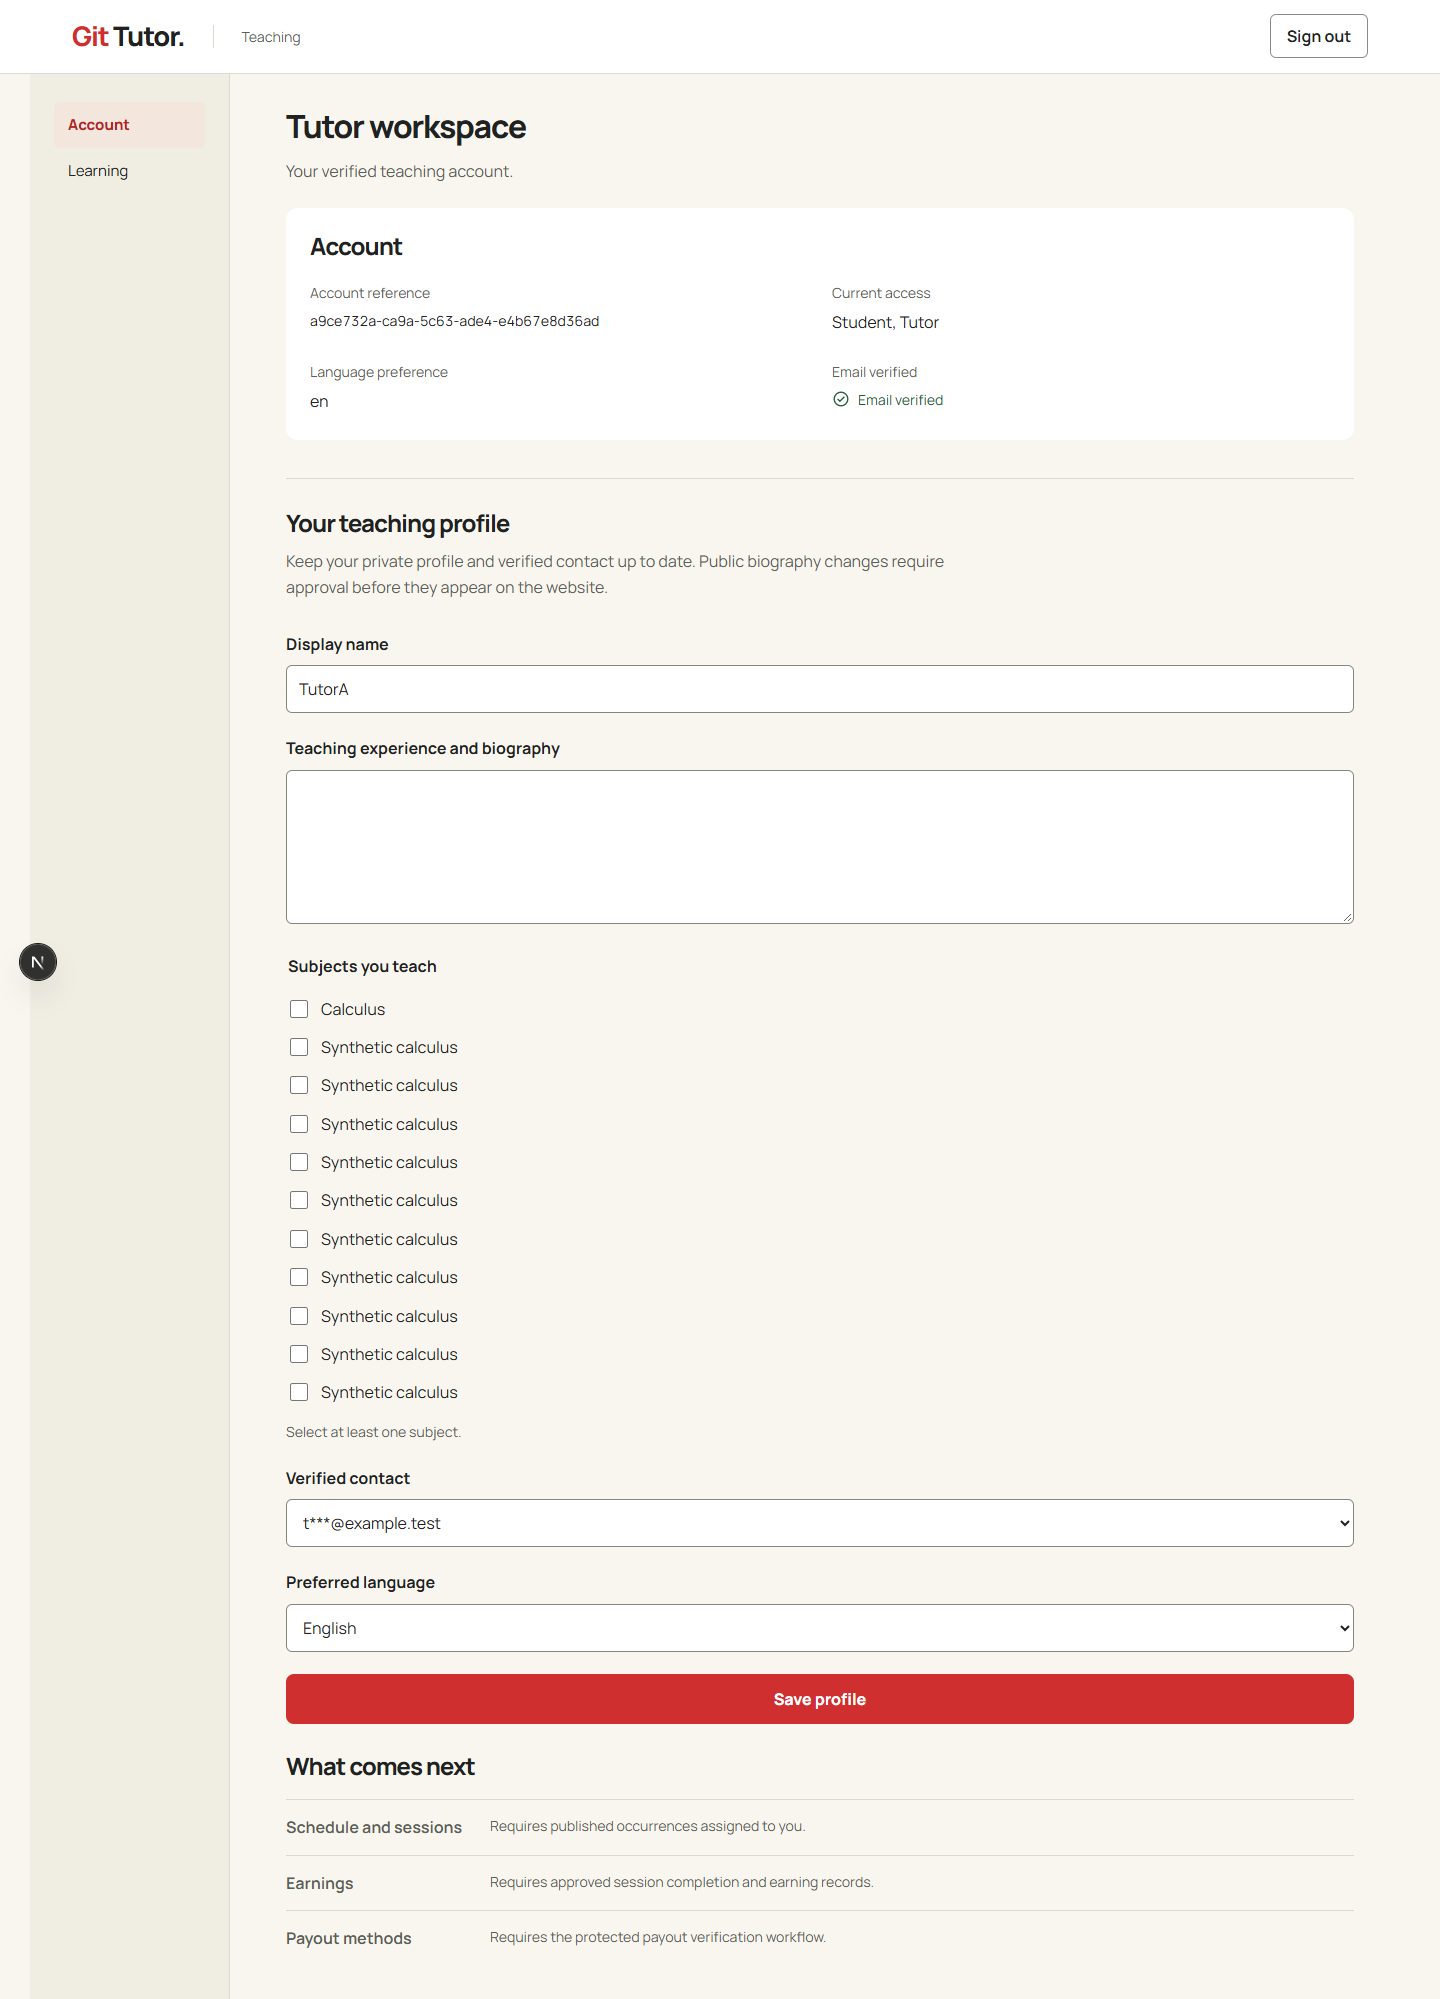 Git Tutor.
Teaching
Sign out
Account
Learning
Tutor workspace
Your verified teaching account.
Account
Account reference
a9ce732a-ca9a-5c63-ade4-e4b67e8d36ad
Current access
Student, Tutor
Language preference
en
Email verified
Email verified
Your teaching profile
Keep your private profile and verified contact up to date. Public biography changes require
approval before they appear on the website.
Display name
TutorA
Teaching experience and biography
Subjects you teach
Calculus
Synthetic calculus
Synthetic calculus
Synthetic calculus
Synthetic calculus
Synthetic calculus
Synthetic calculus
Synthetic calculus
Synthetic calculus
Synthetic calculus
Synthetic calculus
Select at least one subject.
Verified contact
t***@example.test
Preferred language
English
Save profile
What comes next
Schedule and sessions
Requires published occurrences assigned to you.
Earnings
Requires approved session completion and earning records.
Payout methods
Requires the protected payout verification workflow.
N